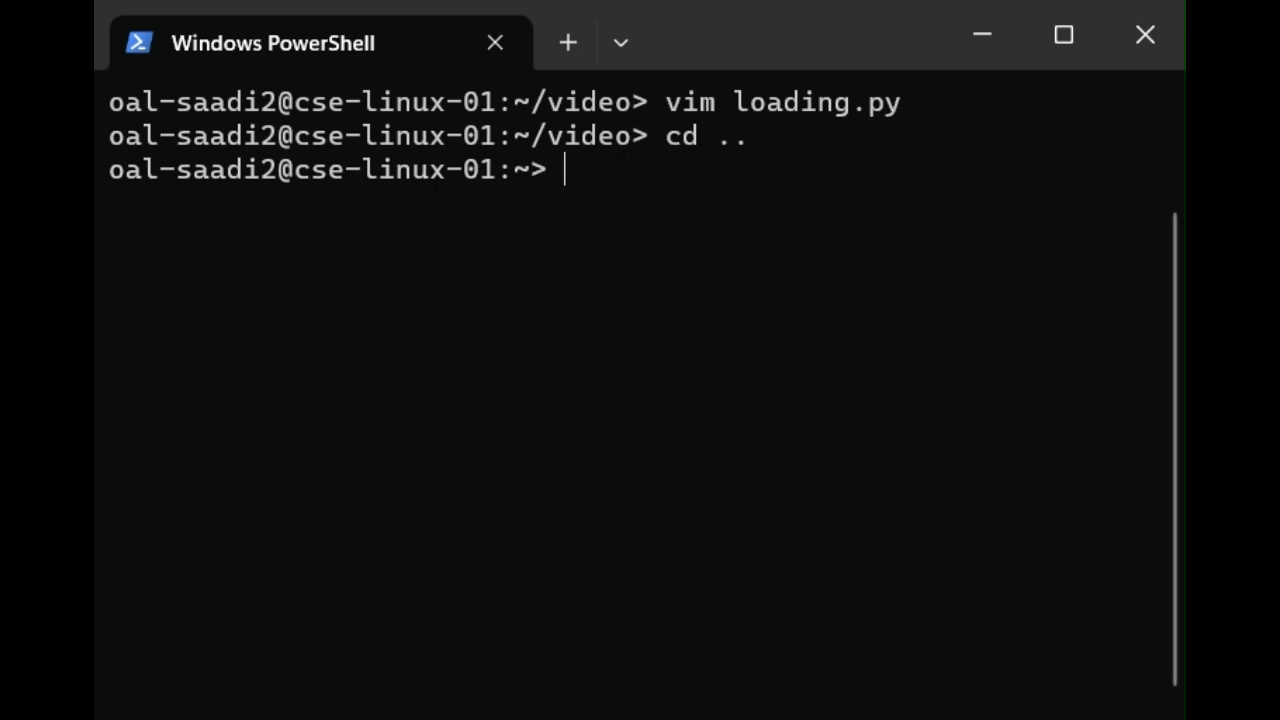 Windows PowerShell
oal-saadi2@cse-linux-01:~/video> vim loading.py
oal-saadi2@cse-linux-01:~/video> cd ..
oal-saadi2@cse-linux-01:~>